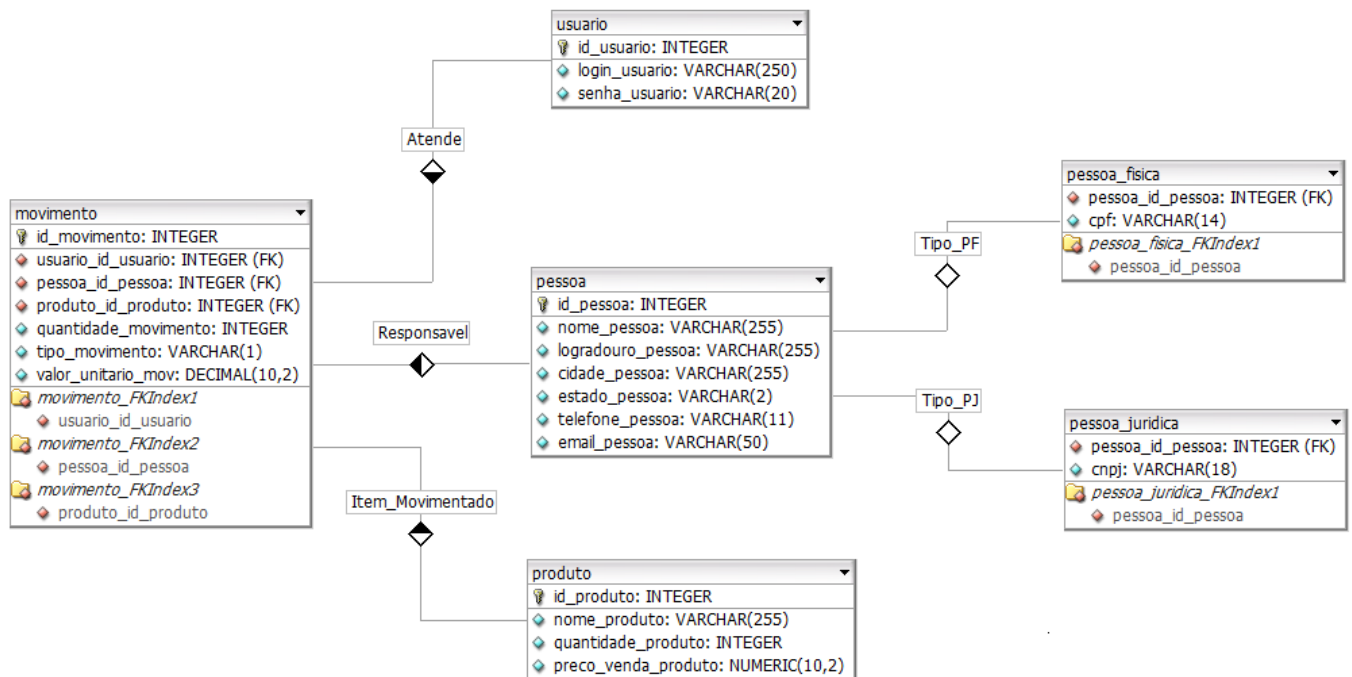 usuario
id_usuario: INTEGER
login_usuario: VARCHAR(250)
senha_usuario: VARCHAR(20)
Atende
movimento
id_movimento: INTEGER
usuario_id_usuario: INTEGER (FK)
pessoa_id_pessoa: INTEGER (FK)
produto_id_produto: INTEGER (FK)
quantidade_movimento: INTEGER
tipo_movimento: VARCHAR(1)
valor_unitario_mov: DECIMAL(10,2)
movimento_FKIndex1
usuario_id_usuario
movimento_FKIndex2
pessoa_id_pessoa
movimento_FKIndex3
produto_id_produto
Responsavel
Item_Movimentado
pessoa
id_pessoa: INTEGER
nome_pessoa: VARCHAR(255)
logradouro_pessoa: VARCHAR(255)
cidade_pessoa: VARCHAR(255)
estado_pessoa: VARCHAR(2)
telefone_pessoa: VARCHAR(11)
email_pessoa: VARCHAR(50)
Tipo_PF
Tipo_PJ
pessoa_fisica
pessoa_id_pessoa: INTEGER (FK)
cpf: VARCHAR(14)
pessoa_fisica_FKIndex1
pessoa_id_pessoa
pessoa_juridica
pessoa_id_pessoa: INTEGER (FK)
cnpj: VARCHAR(18)
pessoa_juridica_FKIndex1
pessoa_id_pessoa
produto
id_produto: INTEGER
nome_produto: VARCHAR(255)
quantidade_produto: INTEGER
preco_venda_produto: NUMERIC(10,2)